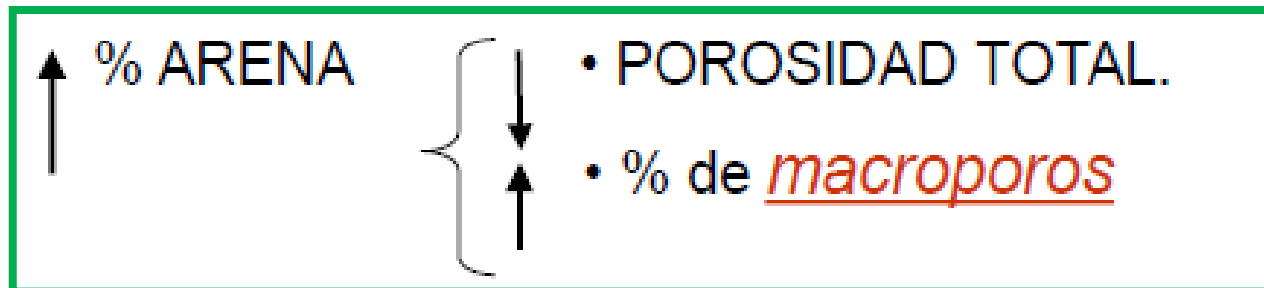 % ARENA
• POROSIDAD TOTAL.
• % de macroporos